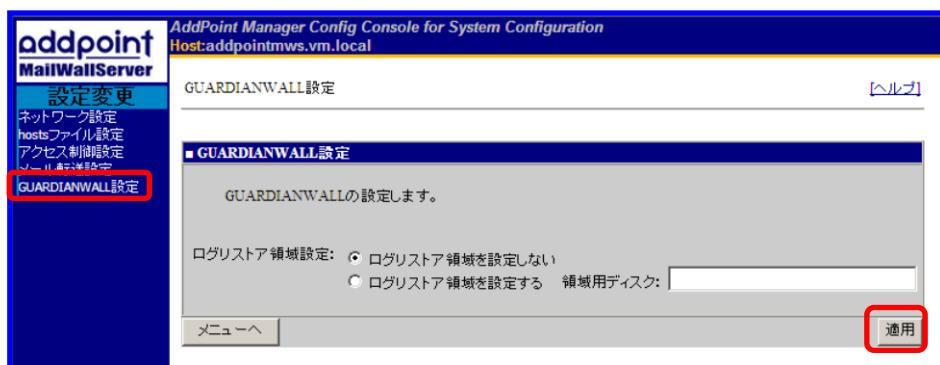 addpoint
MailWallServer
設定変更
ネットワーク設定
hostsファイル設定
アクセス制御設定
メール転送設定
GUARDIANWALL設定
AddPoint Manager Config Console for System Configuration
Host:addpointmws.vm.local
GUARDIANWALL設定 [ヘルプ]
■ GUARDIANWALL設定
GUARDIANWALLの設定します。
ログリストア領域設定: ログリストア領域を設定しない
ログリストア領域を設定する 領域用ディスク:
メニューへ 適用